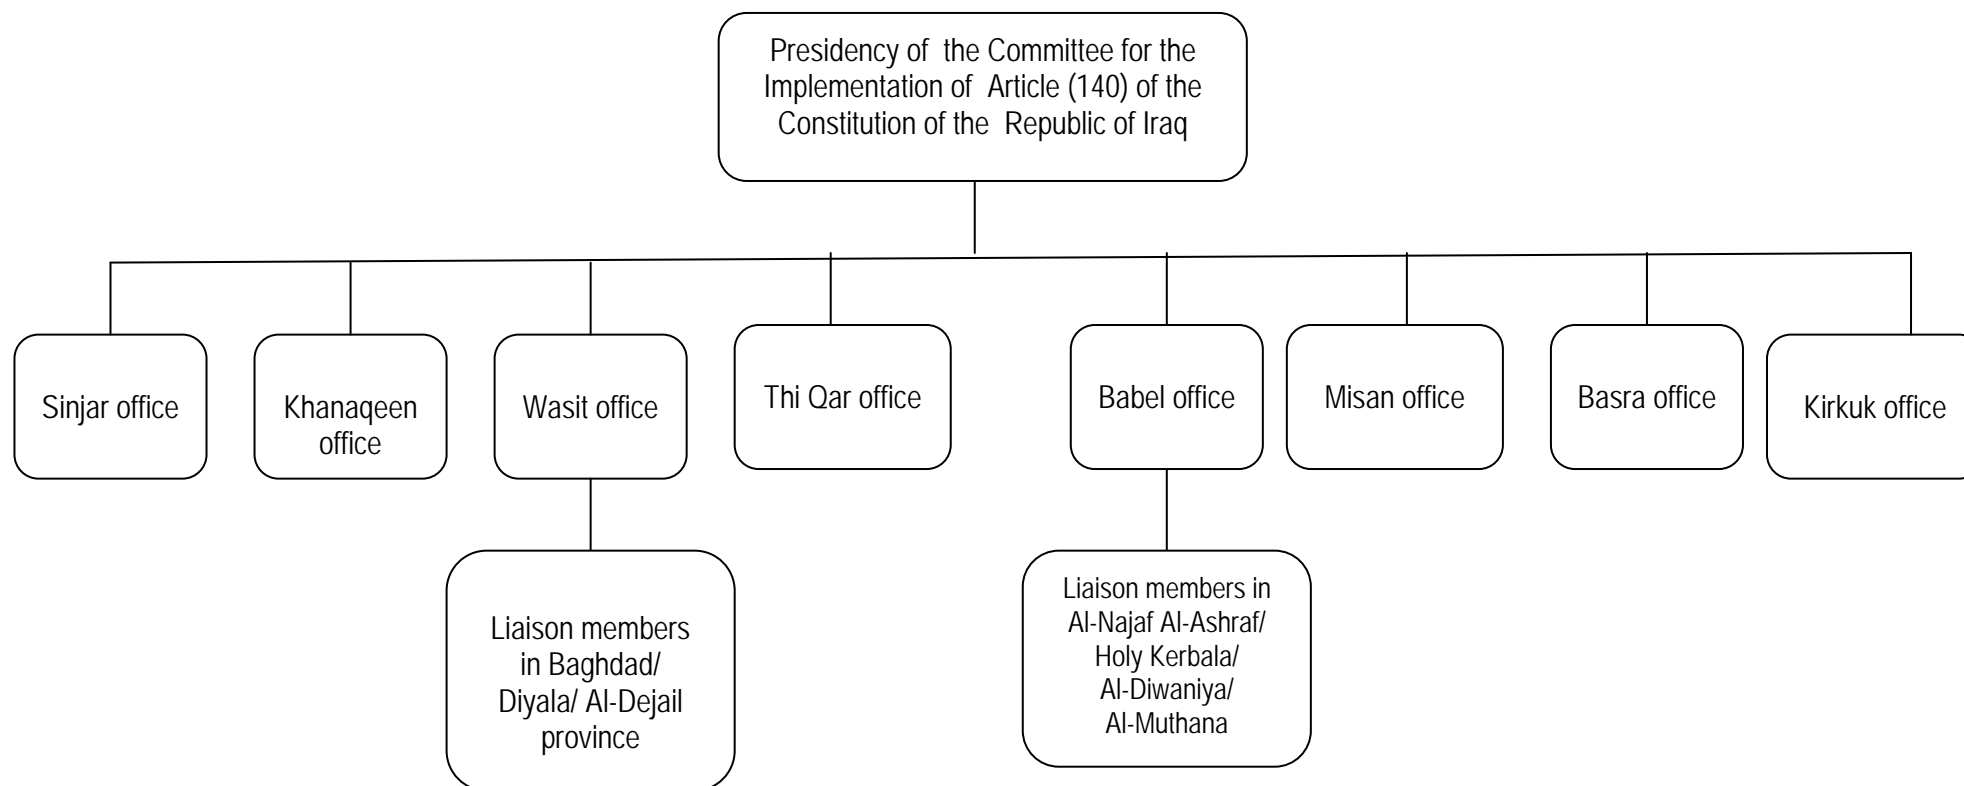 Presidency of the Committee for the
Implementation of Article (140) of the
Constitution of the Republic of Iraq
Sinjar office
Khanaqeen
office
Wasit office
Thi Qar office
Babel office
Misan office
Basra office
Kirkuk office
Liaison members
in Baghdad/
Diyala/ Al-Dejail
province
Liaison members in
Al-Najaf Al-Ashraf/
Holy Kerbala/
Al-Diwaniya/
Al-Muthana